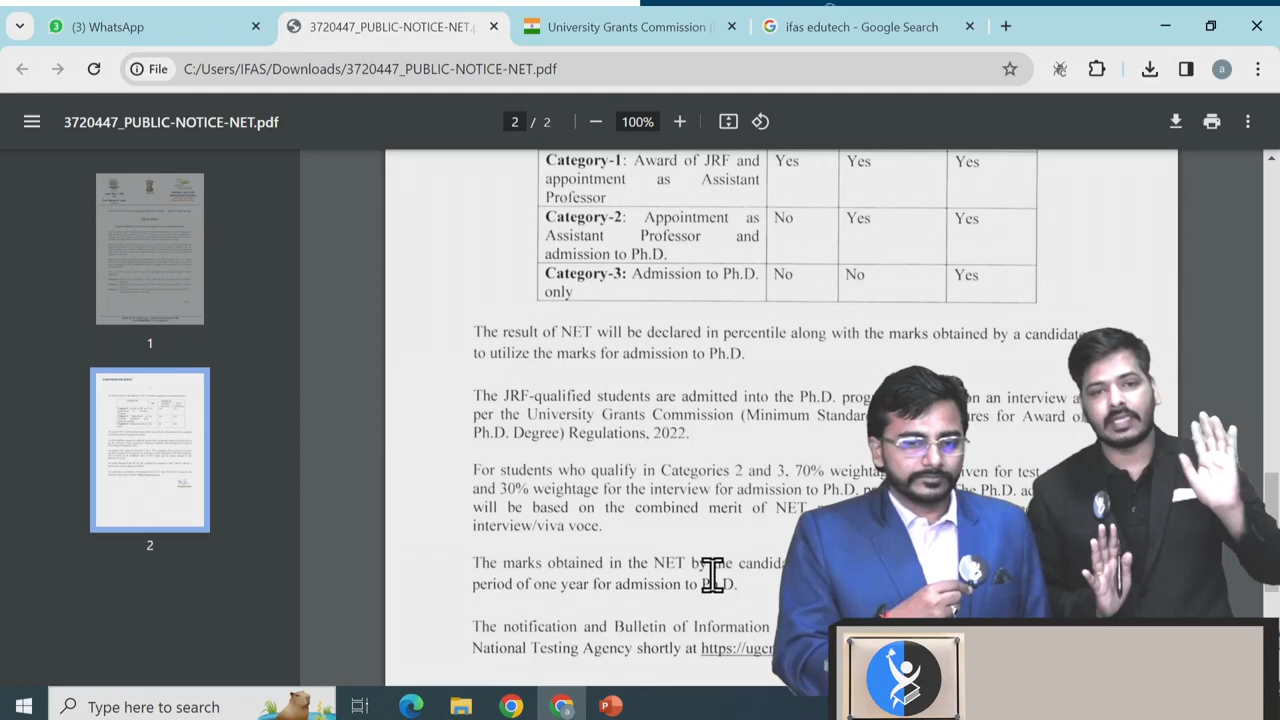 (3) WhatsApp
3720447_PUBLIC-NOTICE-NET.
University Grants Commission (
ifas edutech - Google Search
File
C:/Users/IFAS/Downloads/3720447_PUBLIC-NOTICE-NET.pdf
a
3720447_PUBLIC-NOTICE-NET.pdf
2 / 2
100%
1
2
Category-1: Award of JRF and Yes Yes Yes
appointment as Assistant
Professor
Category-2: Appointment as No Yes Yes
Assistant Professor and
admission to Ph.D.
Category-3: Admission to Ph.D. No No Yes
only
The result of NET will be declared in percentile along with the marks obtained by a candidate
to utilize the marks for admission to Ph.D.
The JRF-qualified students are admitted into the Ph.D. on an interview
per the University Grants Commission (Minimum for Award of
Ph.D. Degree) Regulations, 2022.
For students who qualify in Categories 2 and 3, 70% for test
and 30% weightage for the interview for admission to Ph.D. Ph.D.
will be based on the combined merit of NET
interview/viva voce.
The marks obtained in the NET by the
period of one year for admission to Ph.D.
The notification and Bulletin of Information
National Testing Agency shortly at https://ugc
Type here to search